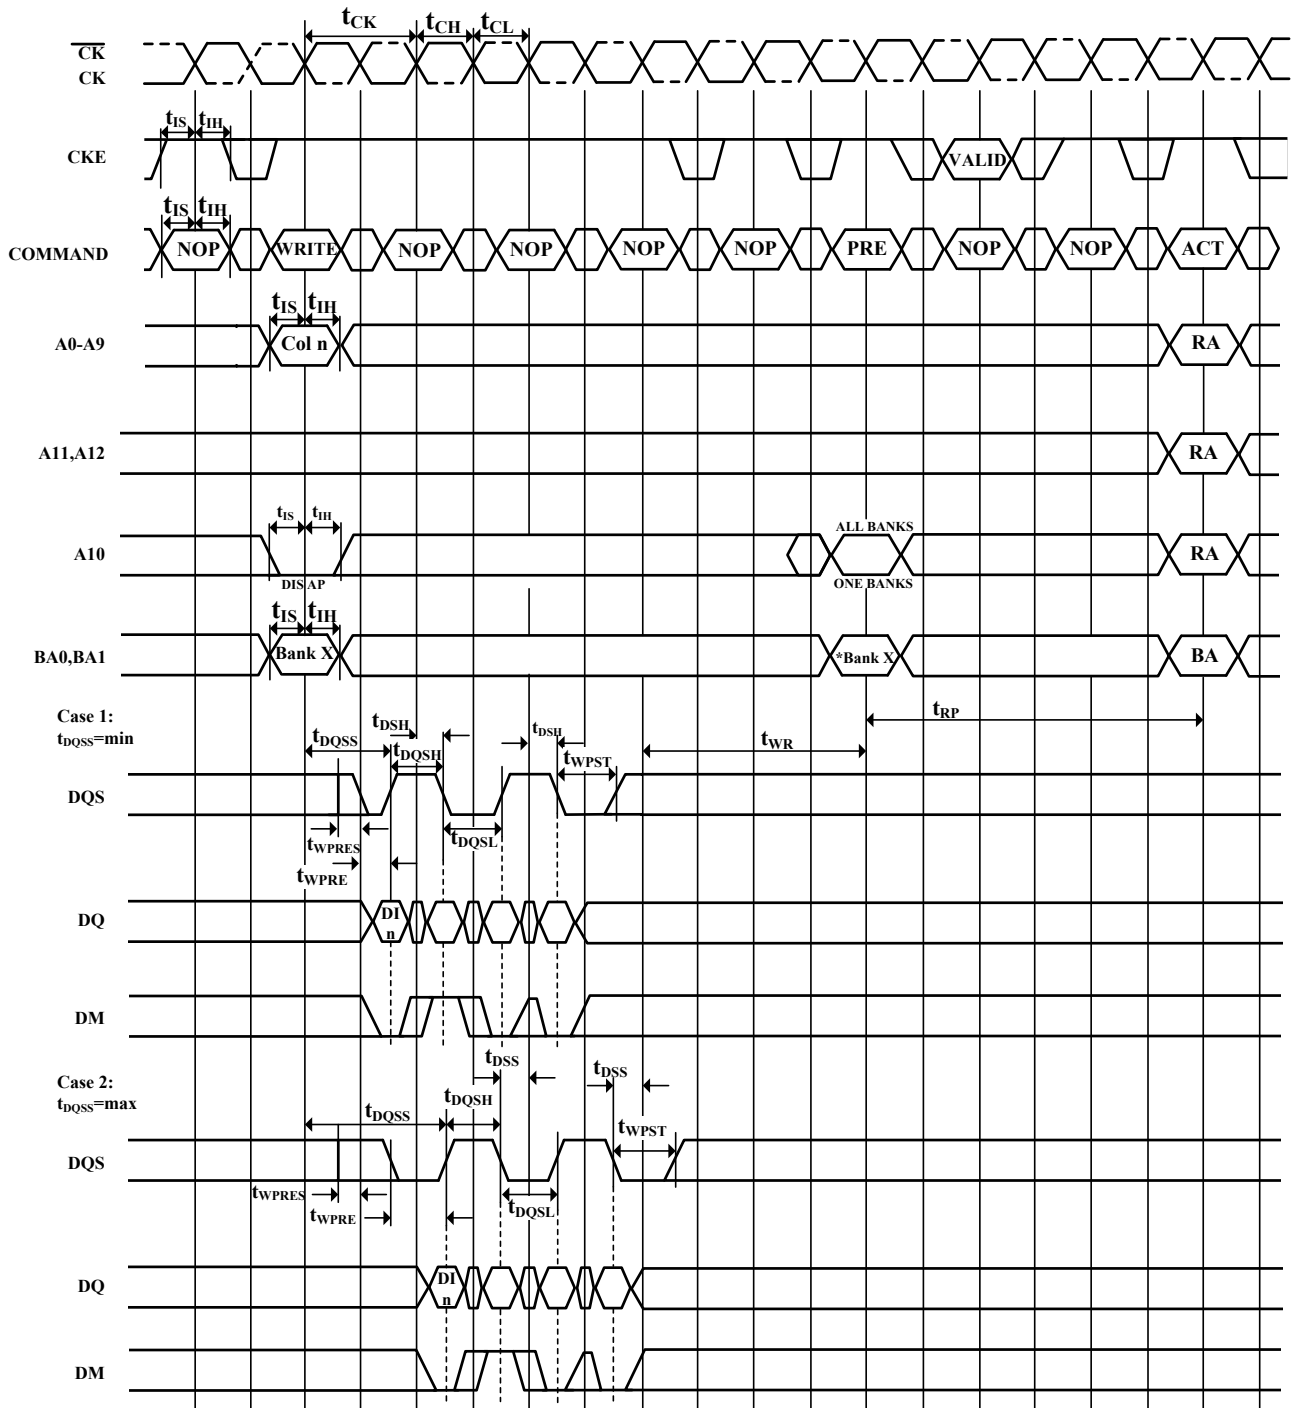 tCK tCH tCL
CK
CK
tIS tIH
CKE VALID
tIS tIH
COMMAND NOP WRITE NOP NOP NOP NOP PRE NOP NOP ACT
tIS tIH
A0-A9 Col n RA
A11,A12 RA
tIS tIH ALL BANKS
A10 RA
DIS AP ONE BANKS
tIS tIH
BA0,BA1 Bank X *Bank X BA
Case 1: tDSH tDSH tRP
tDQSS=min tDQSS tDQSH tWPST tWR
DQS
tWPRES tDQSL
tWPRE
DQ DI
n
DM
tDSS tDSS
Case 2:
tDQSS=max tDQSS tDQSH tWPST
DQS
tWPRES tWPRE tDQSL
DQ DI
n
DM